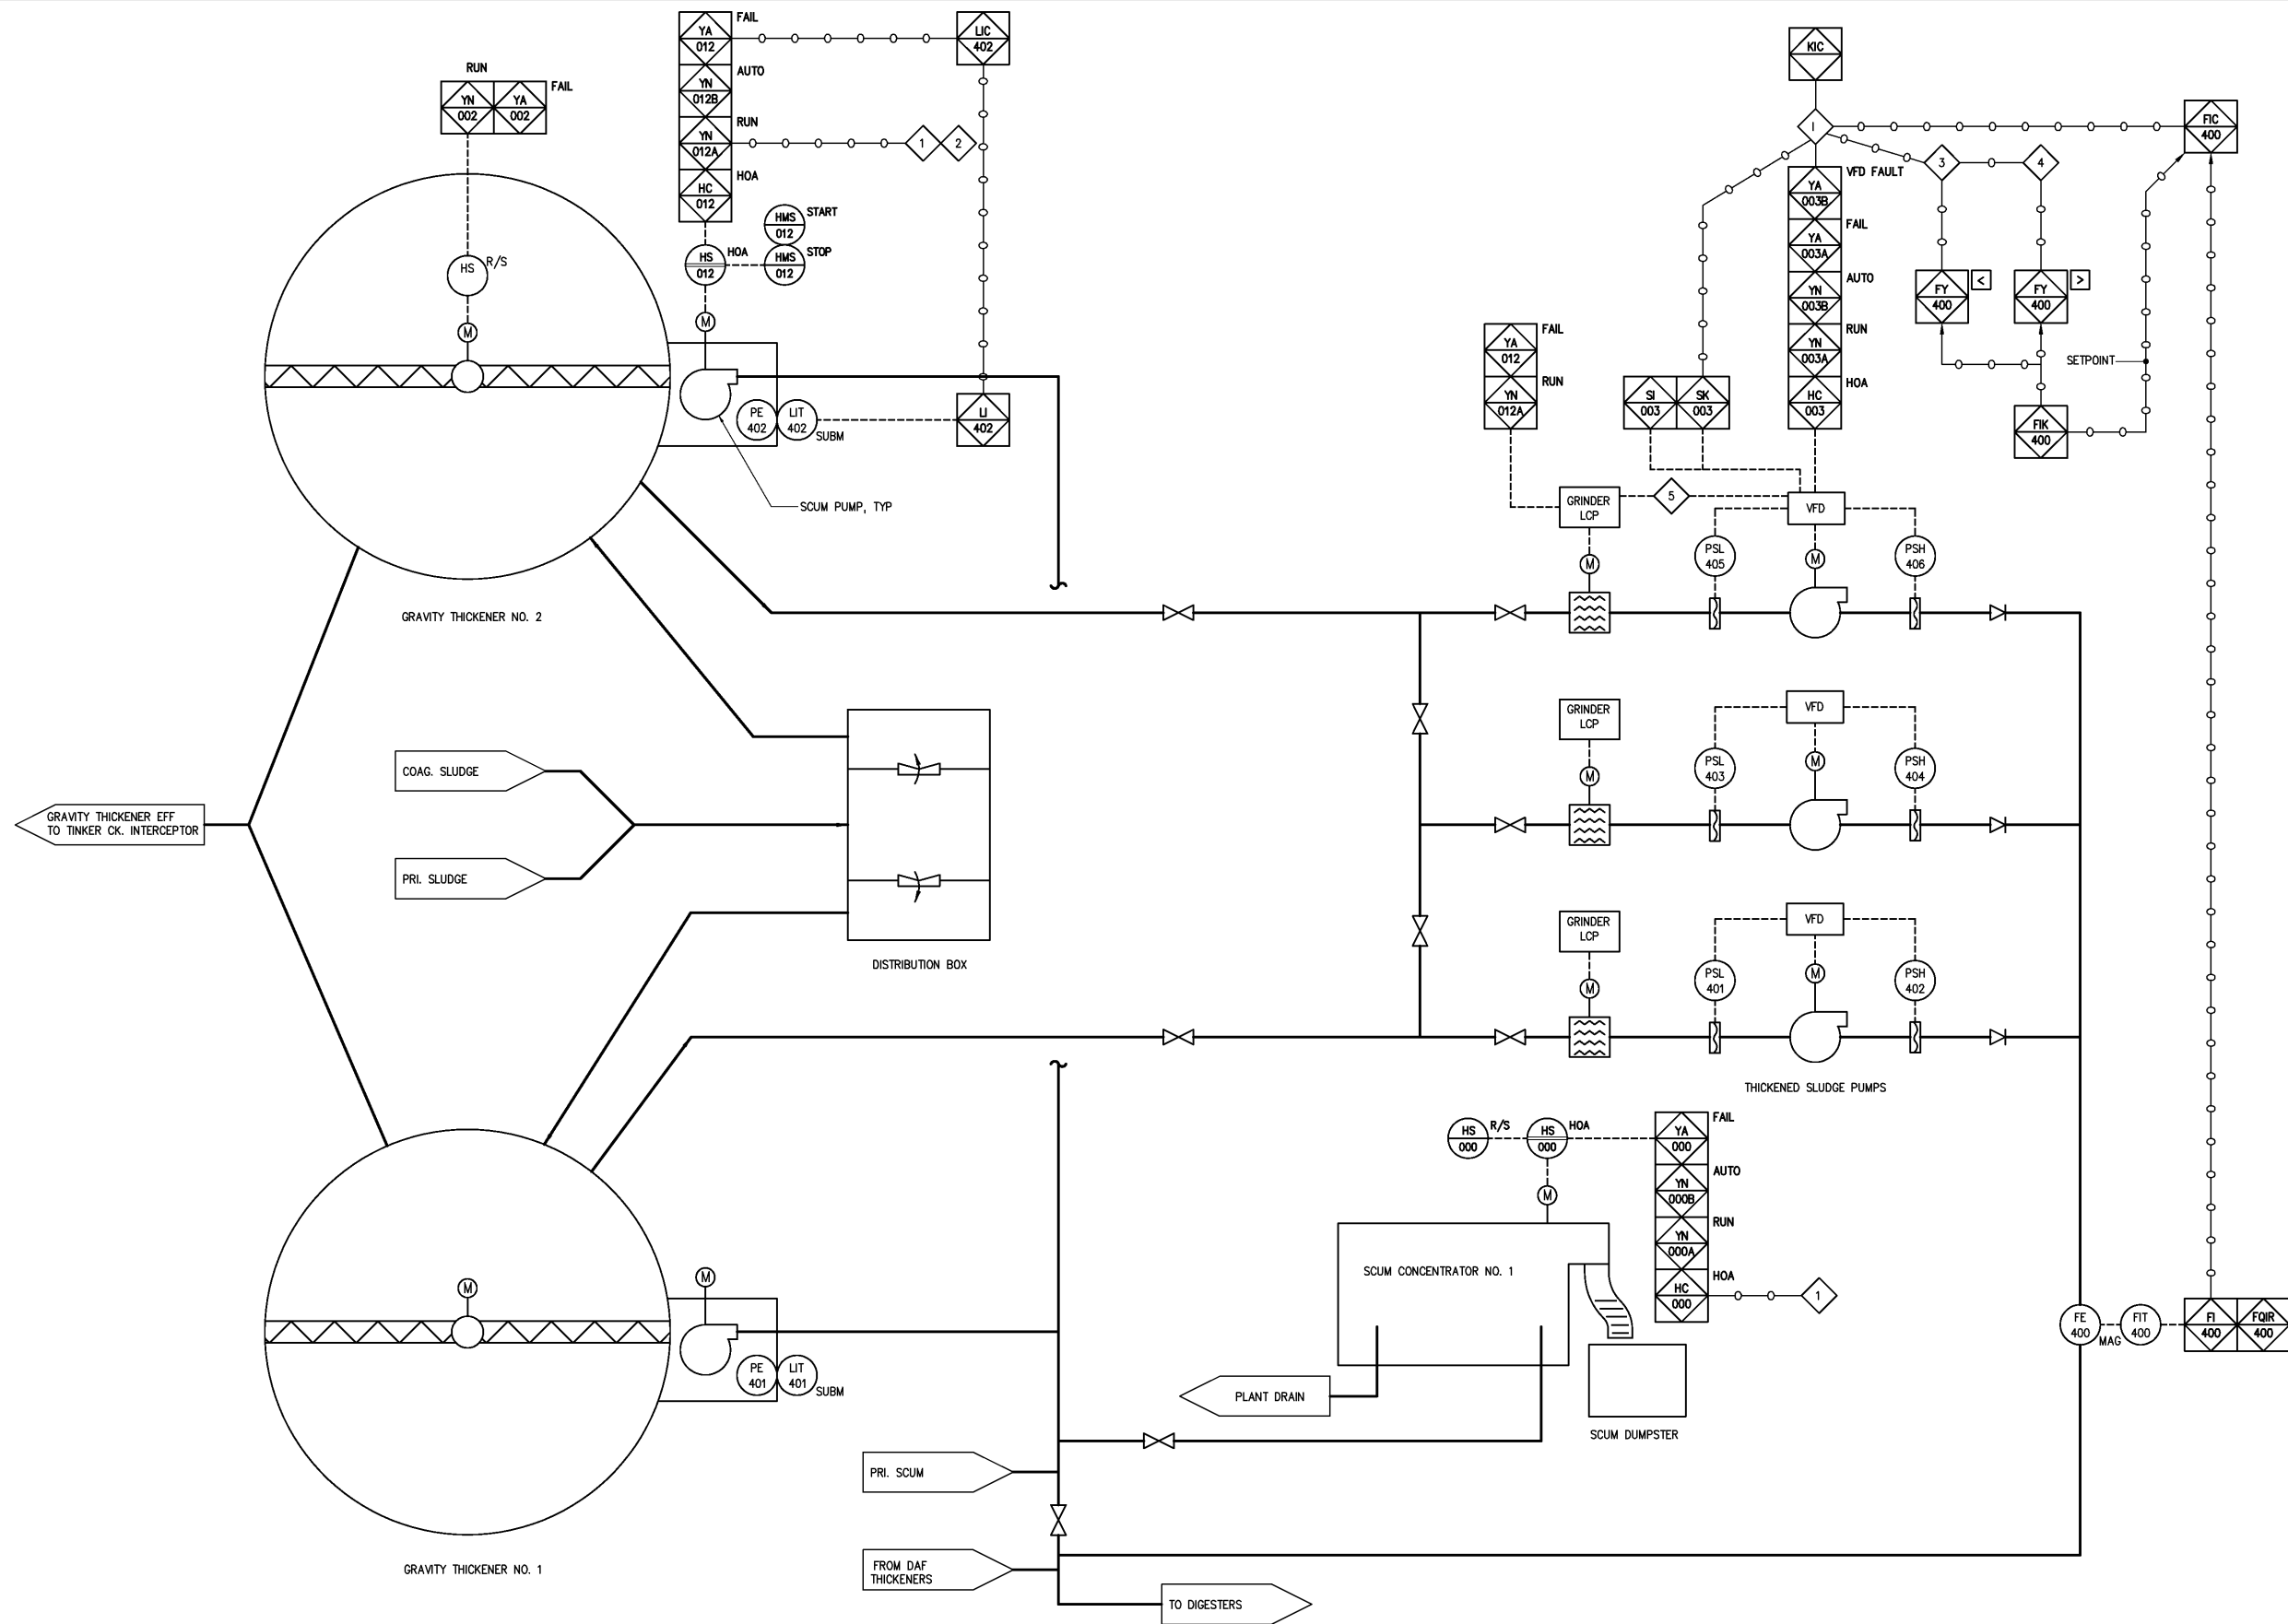 FAIL
YA
012
LIC
402
AUTO
YN
012B
RUN
YN
012A
1
2
HOA
HC
012
RUN
YN
002
YA
002
FAIL
HS
R/S
M
HMS
012
START
HS
012
HOA
HMS
012
STOP
M
PE
402
LIT
402
SUBM
LI
402
SCUM PUMP, TYP
GRAVITY THICKENER NO. 2
KIC
I
FIC
400
3
4
VFD FAULT
YA
003B
FAIL
YA
003A
AUTO
YN
003B
RUN
YN
003A
HOA
HC
003
FY
400
<
FY
400
>
SETPOINT
FIK
400
FAIL
YA
012
RUN
YN
012A
SI
003
SK
003
GRINDER
LCP
5
VFD
M
PSL
405
M
PSH
406
GRINDER
LCP
VFD
M
PSL
403
M
PSH
404
GRINDER
LCP
VFD
M
PSL
401
M
PSH
402
THICKENED SLUDGE PUMPS
COAG. SLUDGE
GRAVITY THICKENER EFF
TO TINKER CK. INTERCEPTOR
PRI. SLUDGE
DISTRIBUTION BOX
HS
000
R/S
HS
000
HOA
M
FAIL
YA
000
AUTO
YN
000B
RUN
YN
000A
HOA
HC
000
1
SCUM CONCENTRATOR NO. 1
PLANT DRAIN
SCUM DUMPSTER
FE
400
MAG
FIT
400
FI
400
FQIR
400
M
M
PE
401
LIT
401
SUBM
GRAVITY THICKENER NO. 1
PRI. SCUM
FROM DAF
THICKENERS
TO DIGESTERS